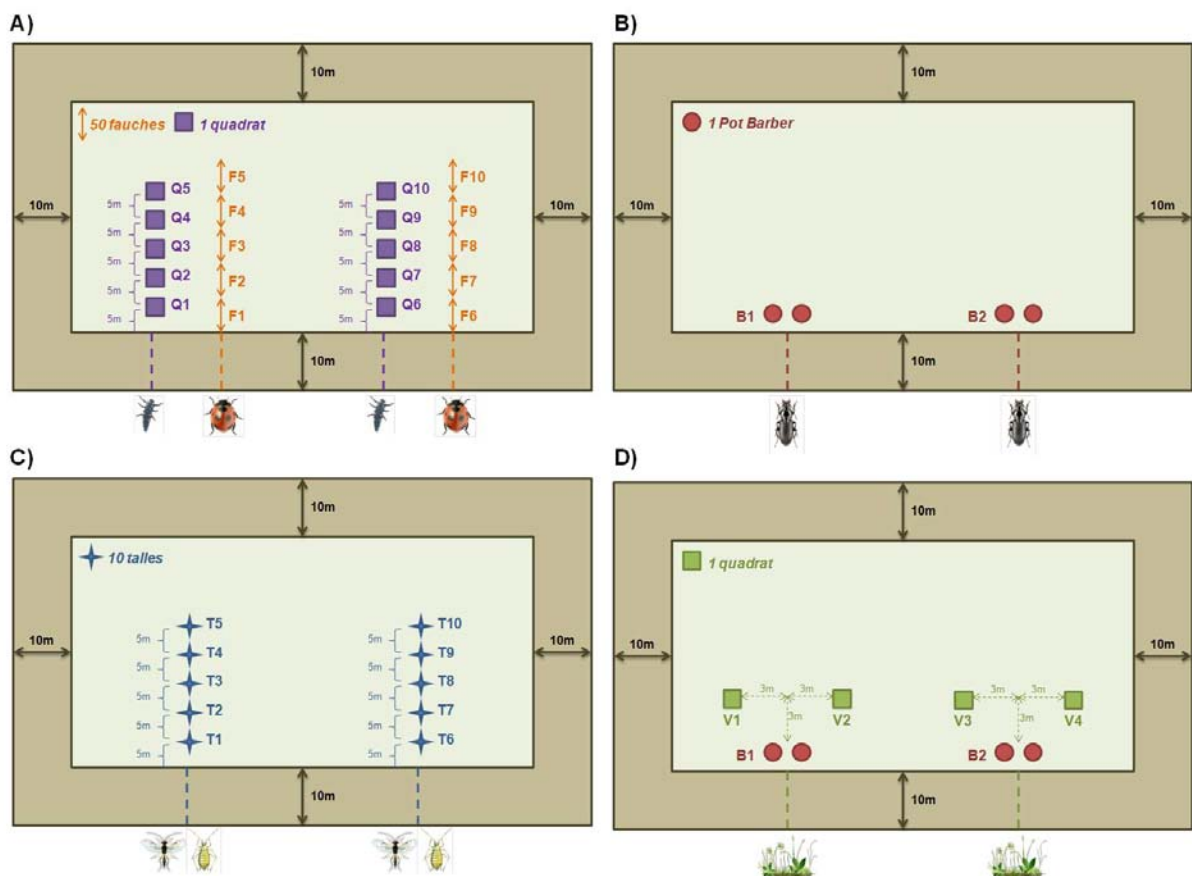 A)
10m
50 fauches 1 quadrat
Q5 F5 Q10 F10
5m 5m
Q4 F4 Q9 F9
10m 10m
5m 5m
Q3 F3 Q8 F8
5m 5m
Q2 F2 Q7 F7
5m 5m
Q1 F1 Q6 F6
5m 5m
10m
B)
10m
1 Pot Barber
10m 10m
B1 B2
10m
C)
10m
10 talles
T5 T10
5m 5m
10m T4 T9 10m
5m 5m
T3 T8
5m 5m
T2 T7
5m 5m
T1 T6
5m 5m
10m
D)
10m
1 quadrat
10m 10m
3m 3m 3m 3m
V1 3m V2 V3 3m V4
B1 B2
10m